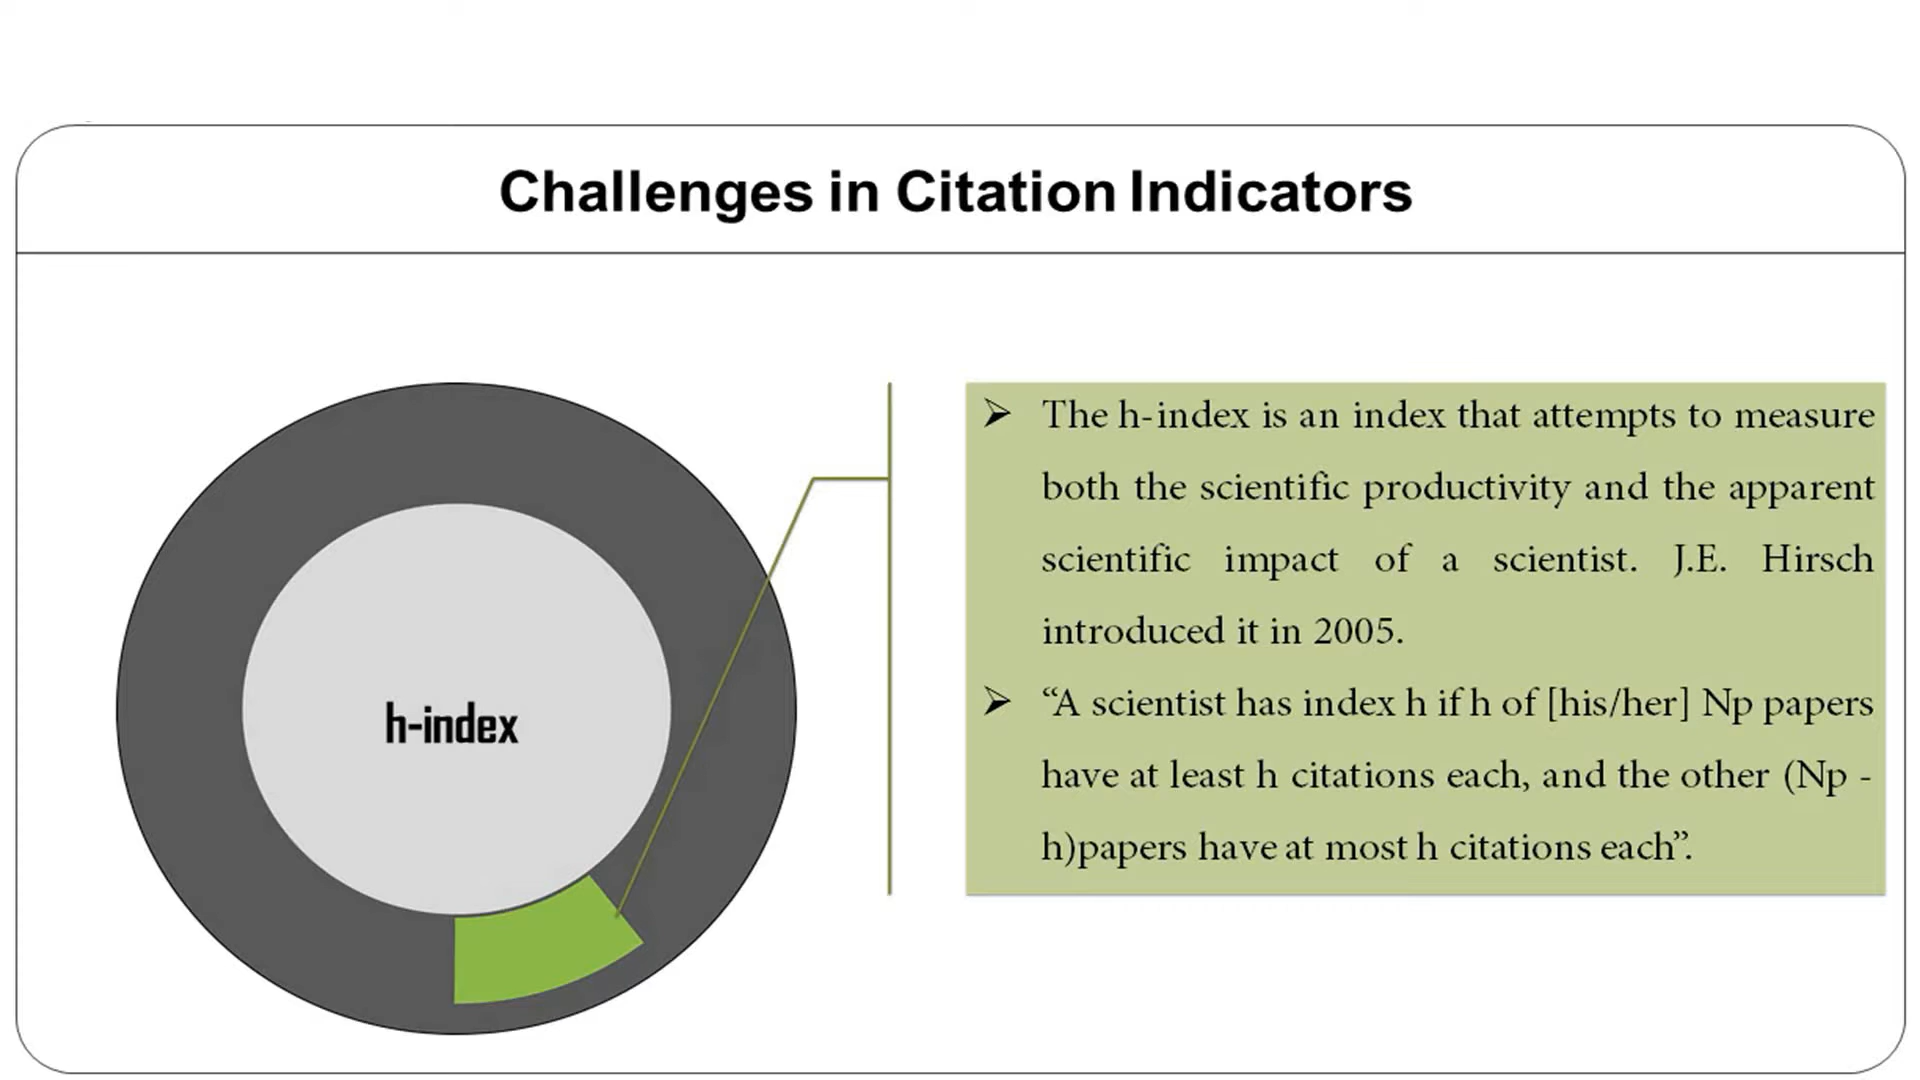 Challenges in Citation Indicators
h-index
➢ The h-index is an index that attempts to measure
both the scientific productivity and the apparent
scientific impact of a scientist. J.E. Hirsch
introduced it in 2005.
➢ “A scientist has index h if h of [his/her] Np papers
have at least h citations each, and the other (Np -
h)papers have at most h citations each”.